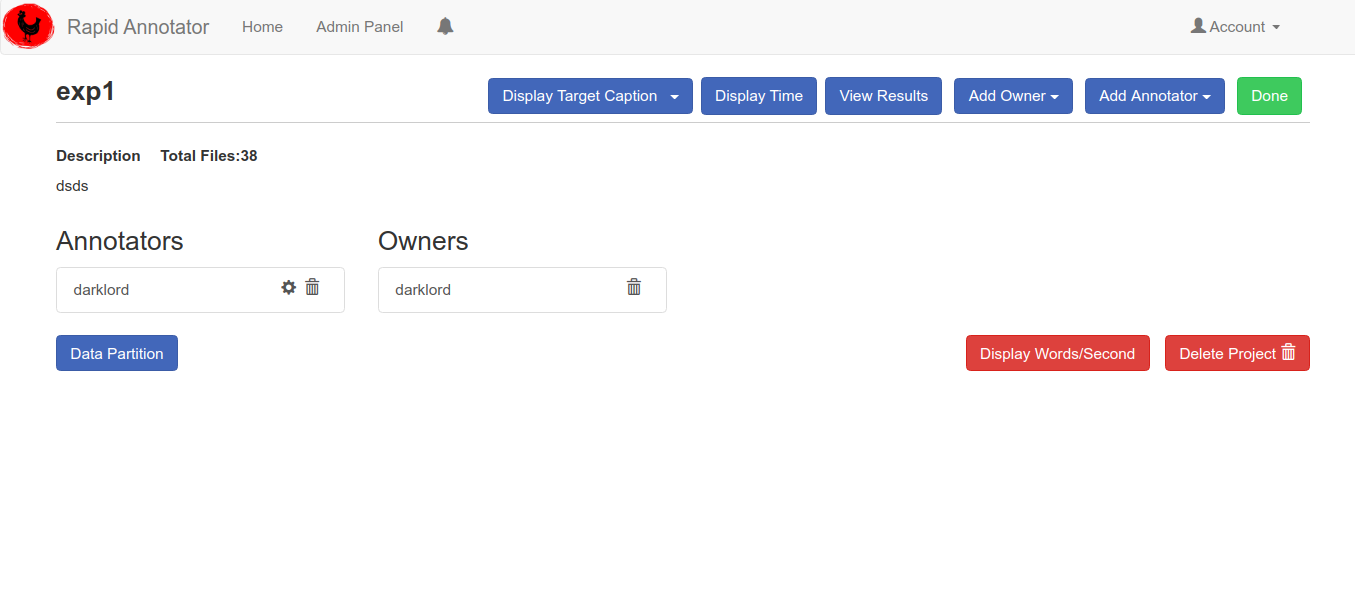 Rapid Annotator Home Admin Panel Account
exp1 Display Target Caption Display Time View Results Add Owner Add Annotator Done
Description Total Files:38
dsds
Annotators Owners
darklord darklord
Data Partition Display Words/Second Delete Project